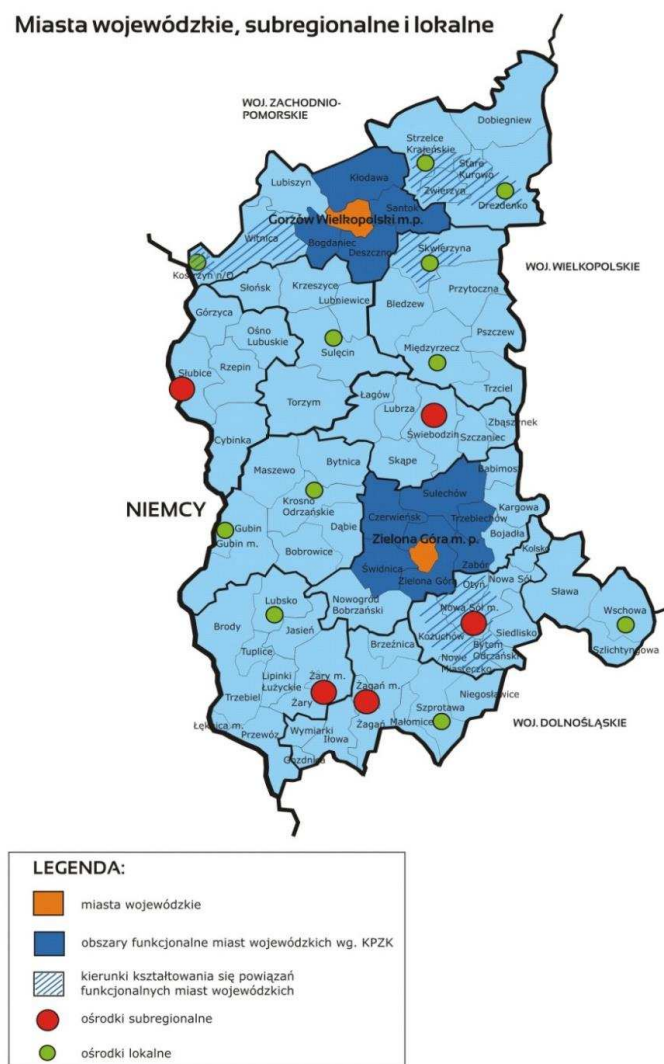 Miasta wojewódzkie, subregionalne i lokalne
WOJ. ZACHODNIO-
POMORSKIE
Dobiegniew
Strzelce
Krajeńskie
Stare
Kurowo
Zwierzyn
Drezdenko
Kłodawa
Lubiszyn
Santok
Gorzów Wielkopolski m.p.
Witnica
Bogdaniec
Deszczno
Skwierzyna
Kostrzyn n/O
WOJ. WIELKOPOLSKIE
Słońsk
Krzeszyce
Lubniewice
Bledzew
Przytoczna
Górzyca
Ośno
Lubuskie
Sulęcin
Międzyrzecz
Pszczew
Słubice
Rzepin
Trzciel
Torzym
Łagów
Lubrza
Zbąszynek
Świebodzin
Szczaniec
Cybinka
Skąpe
Maszewo
Bytnica
Babimost
NIEMCY
Krosno
Odrzańskie
Sulechów
Kargowa
Czerwieńsk
Trzebiechów
Dąbie
Bojadła
Gubin
Gubin m.
Zielona Góra m. p.
Kolsko
Bobrowice
Świdnica
Zabór
Zielona Góra
Otyń
Nowa Sól
Sława
Nowogród
Bobrzański
Lubsko
Nowa Sól m.
Wschowa
Brody
Jasień
Kożuchów
Siedlisko
Szlichtyngowa
Tuplice
Brzeźnica
Bytom
Odrzański
Nowe
Miasteczko
Lipinki
Łużyckie
Żary m.
Żagań m.
Niegosławice
Trzebiel
Żary
Szprotawa
Małomice
WOJ. DOLNOŚLĄSKIE
Łęknica m.
Przewóz
Wymiarki
Iłowa
Żagań
Gozdnica
LEGENDA:
miasta wojewódzkie
obszary funkcjonalne miast wojewódzkich wg. KPZK
kierunki kształtowania się powiązań
funkcjonalnych miast wojewódzkich
ośrodki subregionalne
ośrodki lokalne